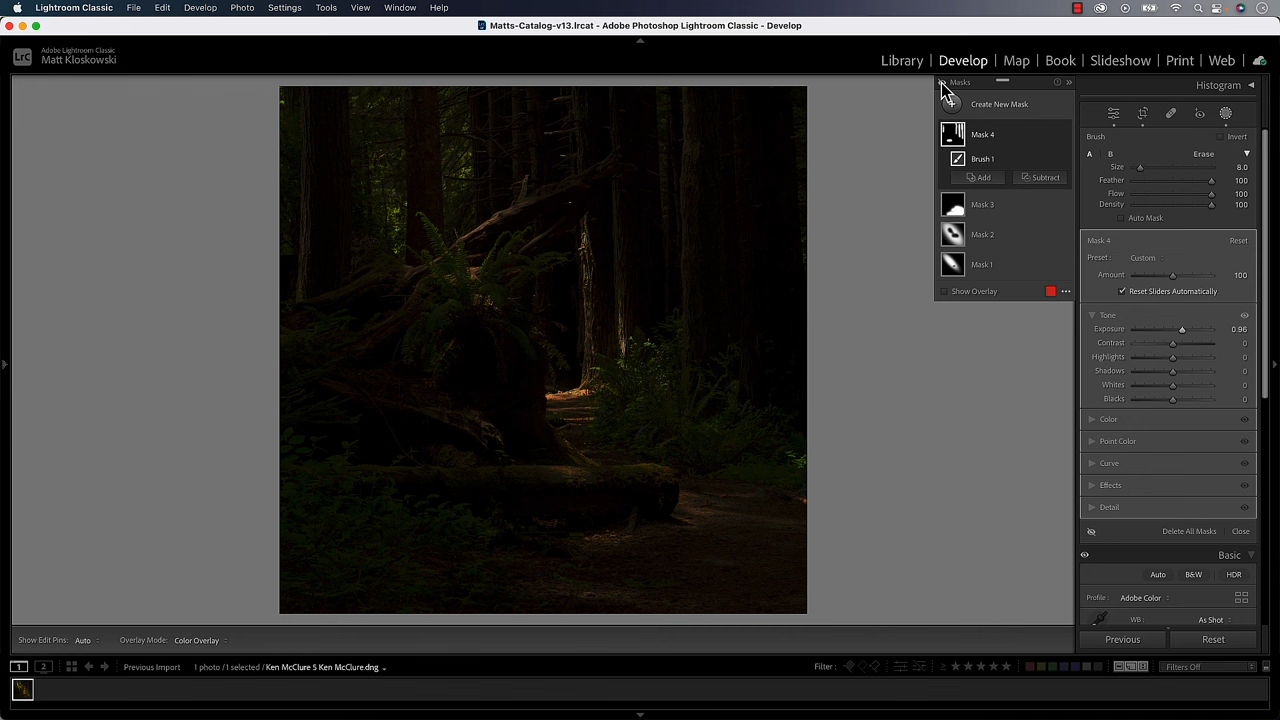 Lightroom Classic File Edit Develop Photo Settings Tools View Window Help
Matts-Catalog-v13.lrcat - Adobe Photoshop Lightroom Classic - Develop
LrC
Adobe Lightroom Classic
Matt Kloskowski
Library | Develop | Map | Book | Slideshow | Print | Web
Masks
Create New Mask
Mask 4
Brush 1
Add Subtract
Mask 3
Mask 2
Mask 1
Show Overlay
Histogram
Brush : Invert
A B Erase
Size 8.0
Feather 100
Flow 100
Density 100
Auto Mask
Mask 4 Reset
Preset : Custom
Amount 100
Reset Sliders Automatically
Tone
Exposure 0.96
Contrast 0
Highlights 0
Shadows 0
Whites 0
Blacks 0
Color
Point Color
Curve
Effects
Detail
Delete All Masks Close
Basic
Auto B&W HDR
Profile : Adobe Color
WB : As Shot
Previous Reset
Show Edit Pins: Auto Overlay Mode: Color Overlay
1 2 Previous Import 1 photo / 1 selected / Ken McClure 5 Ken McClure.dng Filter : Filters Off